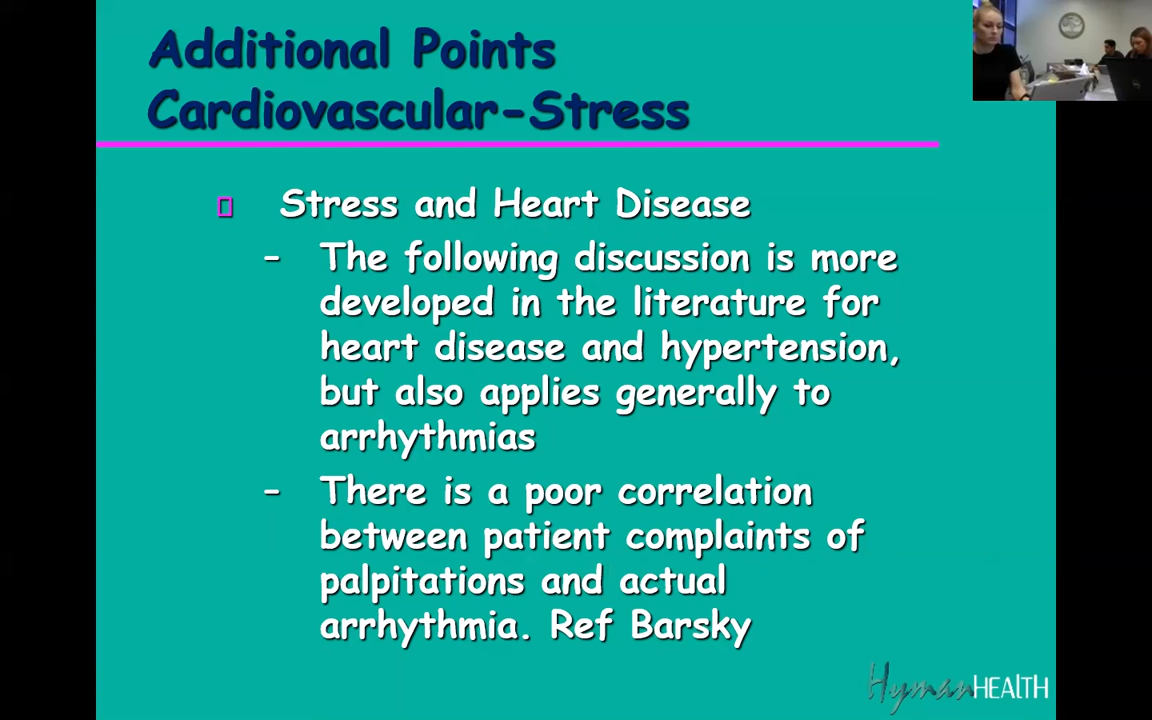 Additional Points
Cardiovascular-Stress
Stress and Heart Disease
- The following discussion is more
developed in the literature for
heart disease and hypertension,
but also applies generally to
arrhythmias
- There is a poor correlation
between patient complaints of
palpitations and actual
arrhythmia. Ref Barsky
HymanHEALTH